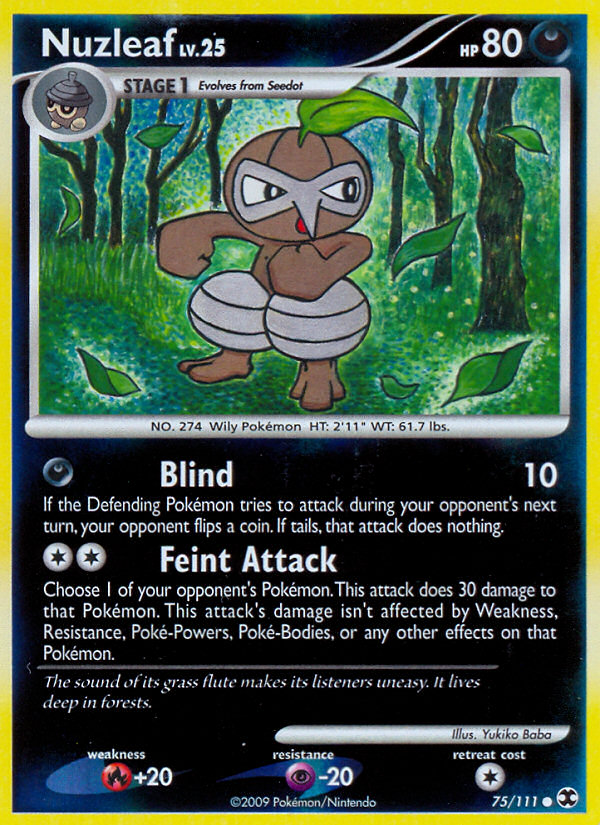 Nuzleaf LV.25
HP 80
STAGE 1 Evolves from Seedot
NO. 274 Wily Pokémon HT: 2'11" WT: 61.7 lbs.
Blind 10
If the Defending Pokémon tries to attack during your opponent's next
turn, your opponent flips a coin. If tails, that attack does nothing.
Feint Attack
Choose 1 of your opponent's Pokémon. This attack does 30 damage to
that Pokémon. This attack's damage isn't affected by Weakness,
Resistance, Poké-Powers, Poké-Bodies, or any other effects on that
Pokémon.
The sound of its grass flute makes its listeners uneasy. It lives
deep in forests.
Illus. Yukiko Baba
weakness resistance retreat cost
+20 -20
©2009 Pokémon/Nintendo 75/111